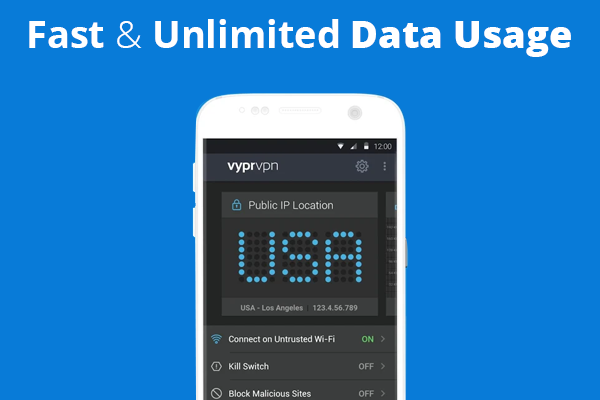 Fast & Unlimited Data Usage
12:00
vyprvpn
Public IP Location
USA
USA - Los Angeles | 123.4.56.789
Connect on Untrusted Wi-Fi ON
Kill Switch OFF
Block Malicious Sites OFF